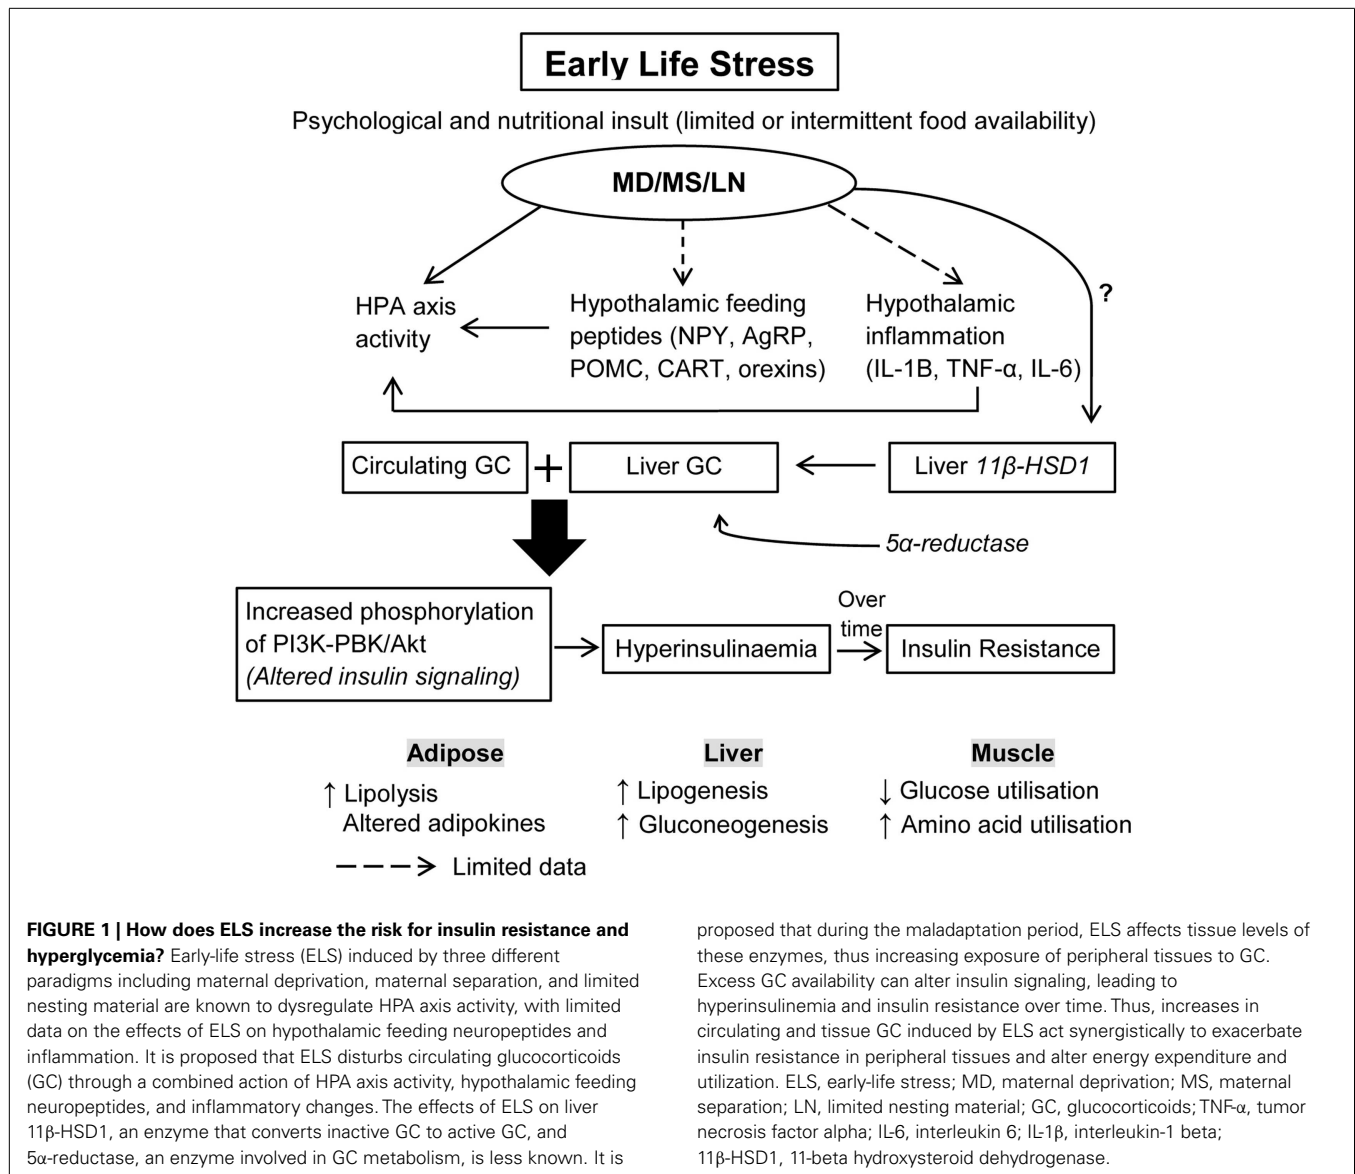 Early Life Stress
Psychological and nutritional insult (limited or intermittent food availability)
MD/MS/LN
?
HPA axis
activity
Hypothalamic feeding
peptides (NPY, AgRP,
POMC, CART, orexins)
Hypothalamic
inflammation
(IL-1B, TNF-α, IL-6)
Circulating GC
+
Liver GC
Liver 11β-HSD1
5α-reductase
Increased phosphorylation
of PI3K-PBK/Akt
(Altered insulin signaling)
Hyperinsulinaemia
Over
time
Insulin Resistance
Adipose
↑ Lipolysis
Altered adipokines
Liver
↑ Lipogenesis
↑ Gluconeogenesis
Muscle
↓ Glucose utilisation
↑ Amino acid utilisation
Limited data
FIGURE 1 | How does ELS increase the risk for insulin resistance and
hyperglycemia? Early-life stress (ELS) induced by three different
paradigms including maternal deprivation, maternal separation, and limited
nesting material are known to dysregulate HPA axis activity, with limited
data on the effects of ELS on hypothalamic feeding neuropeptides and
inflammation. It is proposed that ELS disturbs circulating glucocorticoids
(GC) through a combined action of HPA axis activity, hypothalamic feeding
neuropeptides, and inflammatory changes. The effects of ELS on liver
11β-HSD1, an enzyme that converts inactive GC to active GC, and
5α-reductase, an enzyme involved in GC metabolism, is less known. It is
proposed that during the maladaptation period, ELS affects tissue levels of
these enzymes, thus increasing exposure of peripheral tissues to GC.
Excess GC availability can alter insulin signaling, leading to
hyperinsulinemia and insulin resistance over time. Thus, increases in
circulating and tissue GC induced by ELS act synergistically to exacerbate
insulin resistance in peripheral tissues and alter energy expenditure and
utilization. ELS, early-life stress; MD, maternal deprivation; MS, maternal
separation; LN, limited nesting material; GC, glucocorticoids; TNF-α, tumor
necrosis factor alpha; IL-6, interleukin 6; IL-1β, interleukin-1 beta;
11β-HSD1, 11-beta hydroxysteroid dehydrogenase.